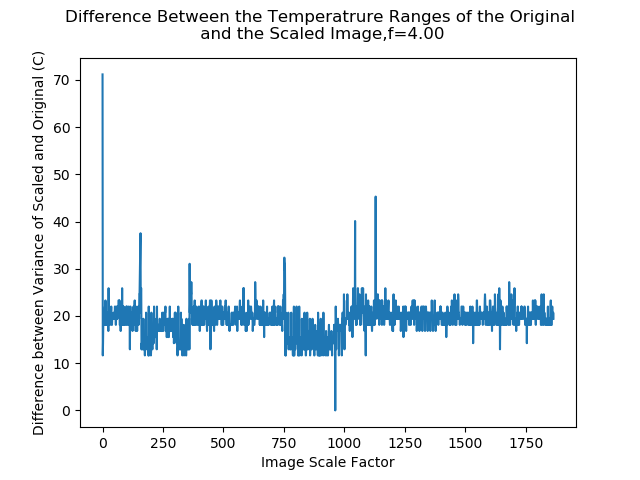 Difference Between the Temperatrure Ranges of the Original
and the Scaled Image,f=4.00
Difference between Variance of Scaled and Original (C)
70
60
50
40
30
20
10
0
0 250 500 750 1000 1250 1500 1750
Image Scale Factor